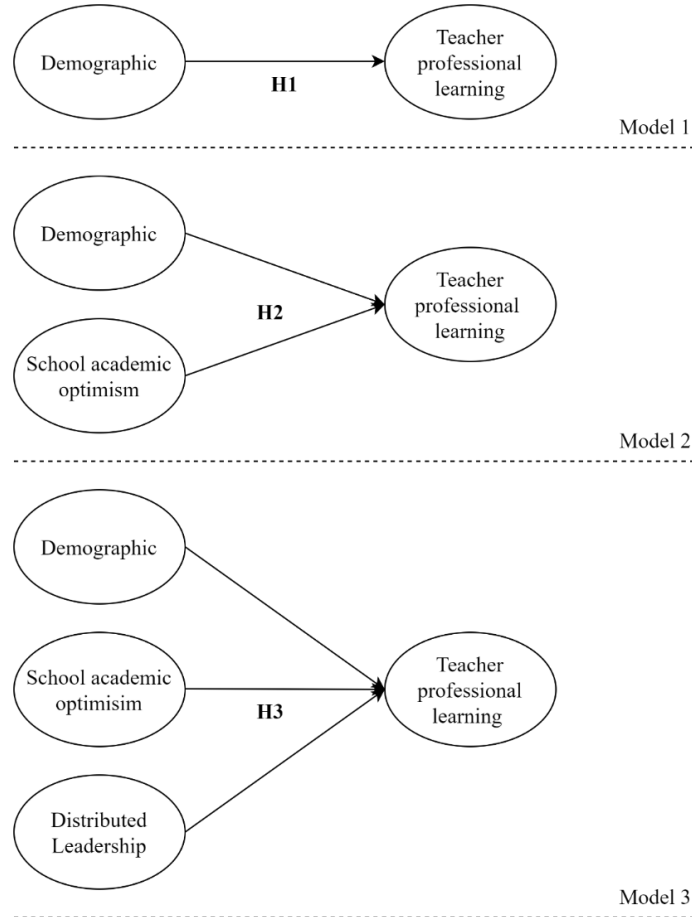 Demographic
Teacher
professional
learning
H1
Model 1
Demographic
Teacher
professional
learning
H2
School academic
optimism
Model 2
Demographic
School academic
optimisim
Teacher
professional
learning
H3
Distributed
Leadership
Model 3